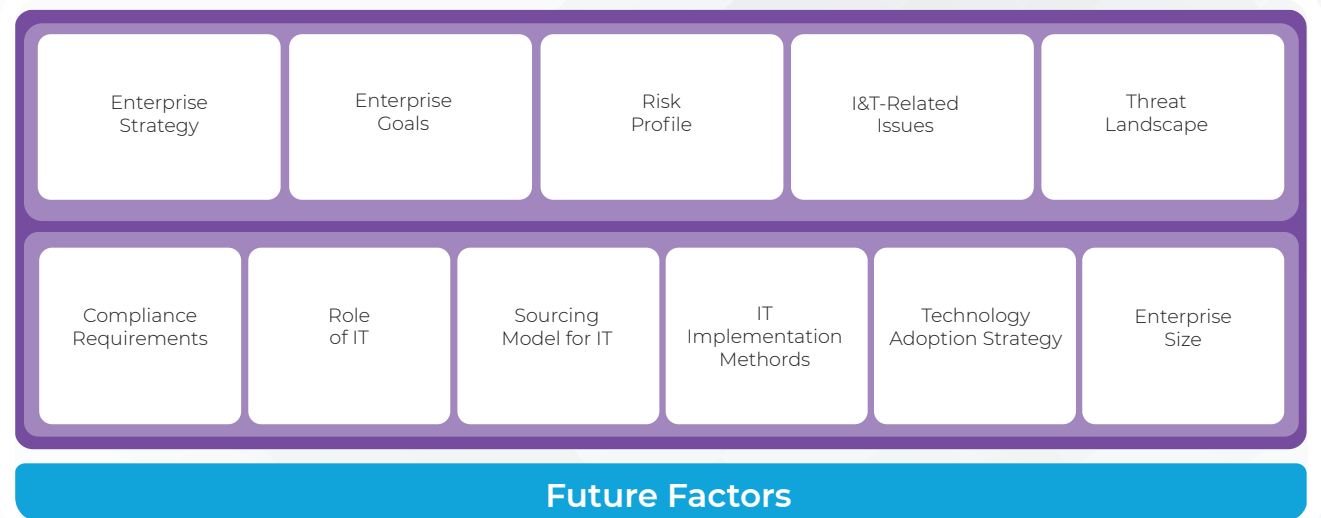 Enterprise
Strategy
Enterprise
Goals
Risk
Profile
I&T-Related
Issues
Threat
Landscape
Compliance
Requirements
Role
of IT
Sourcing
Model for IT
IT
Implementation
Methords
Technology
Adoption Strategy
Enterprise
Size
Future Factors